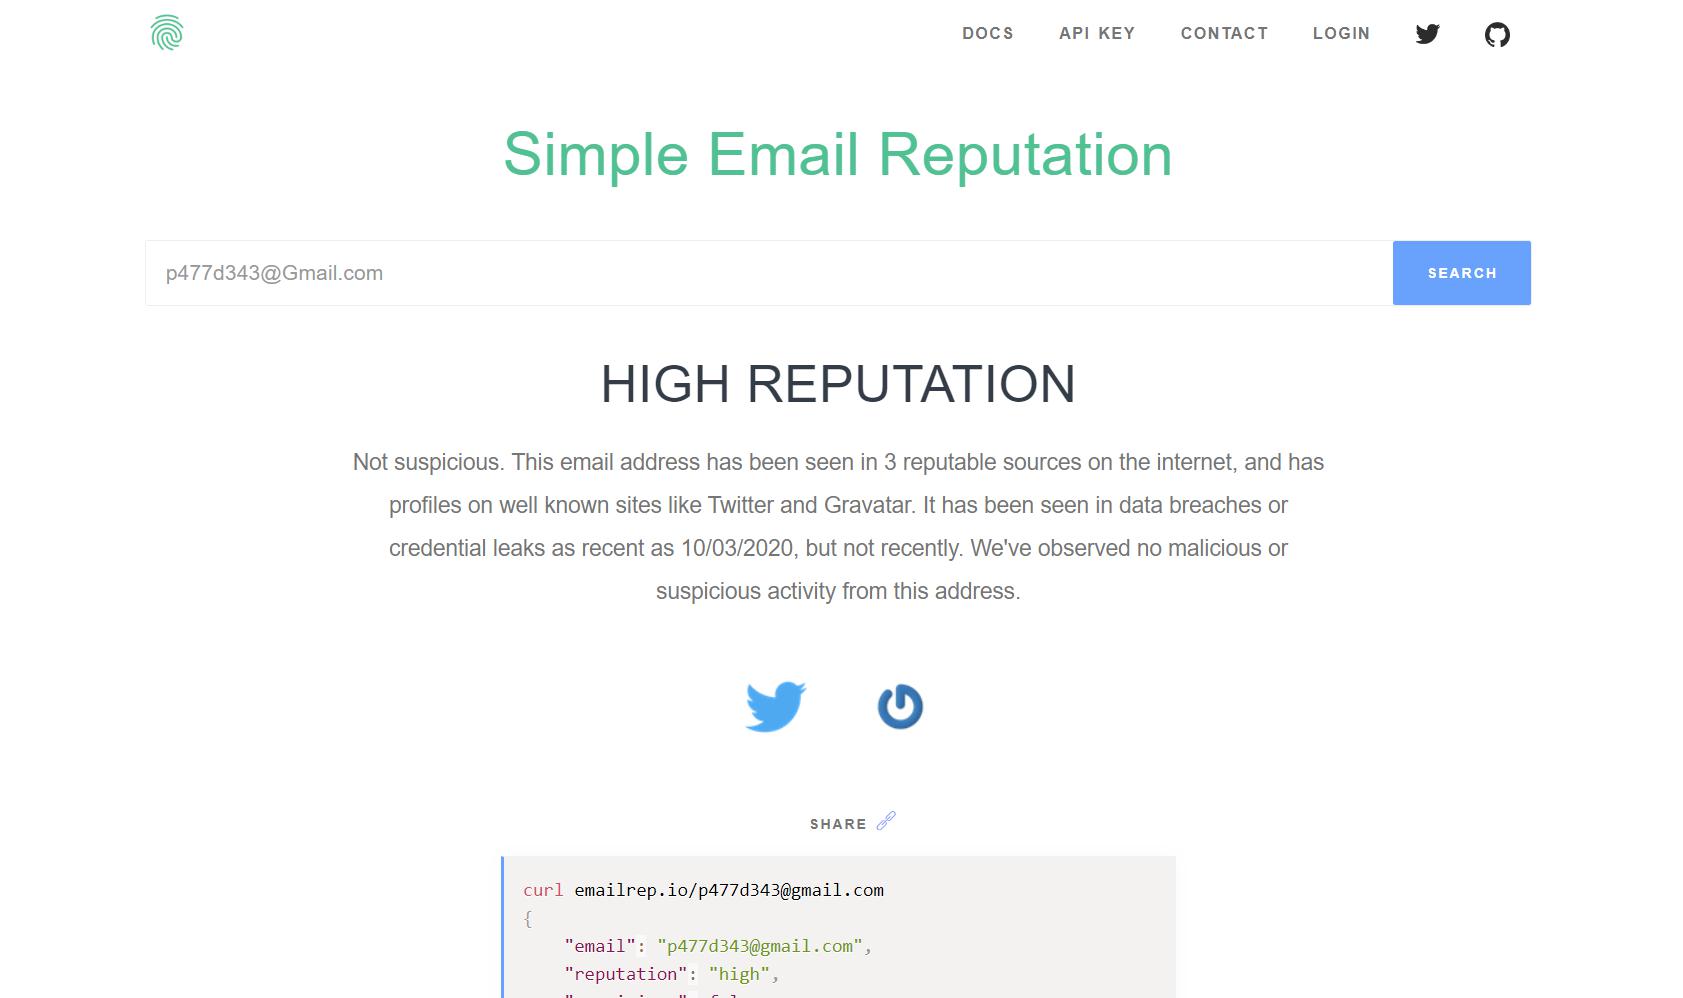 DOCS API KEY CONTACT LOGIN
Simple Email Reputation
p477d343@Gmail.com SEARCH
HIGH REPUTATION
Not suspicious. This email address has been seen in 3 reputable sources on the internet, and has
profiles on well known sites like Twitter and Gravatar. It has been seen in data breaches or
credential leaks as recent as 10/03/2020, but not recently. We've observed no malicious or
suspicious activity from this address.
SHARE
curl emailrep.io/p477d343@gmail.com
{
"email": "p477d343@gmail.com",
"reputation": "high",